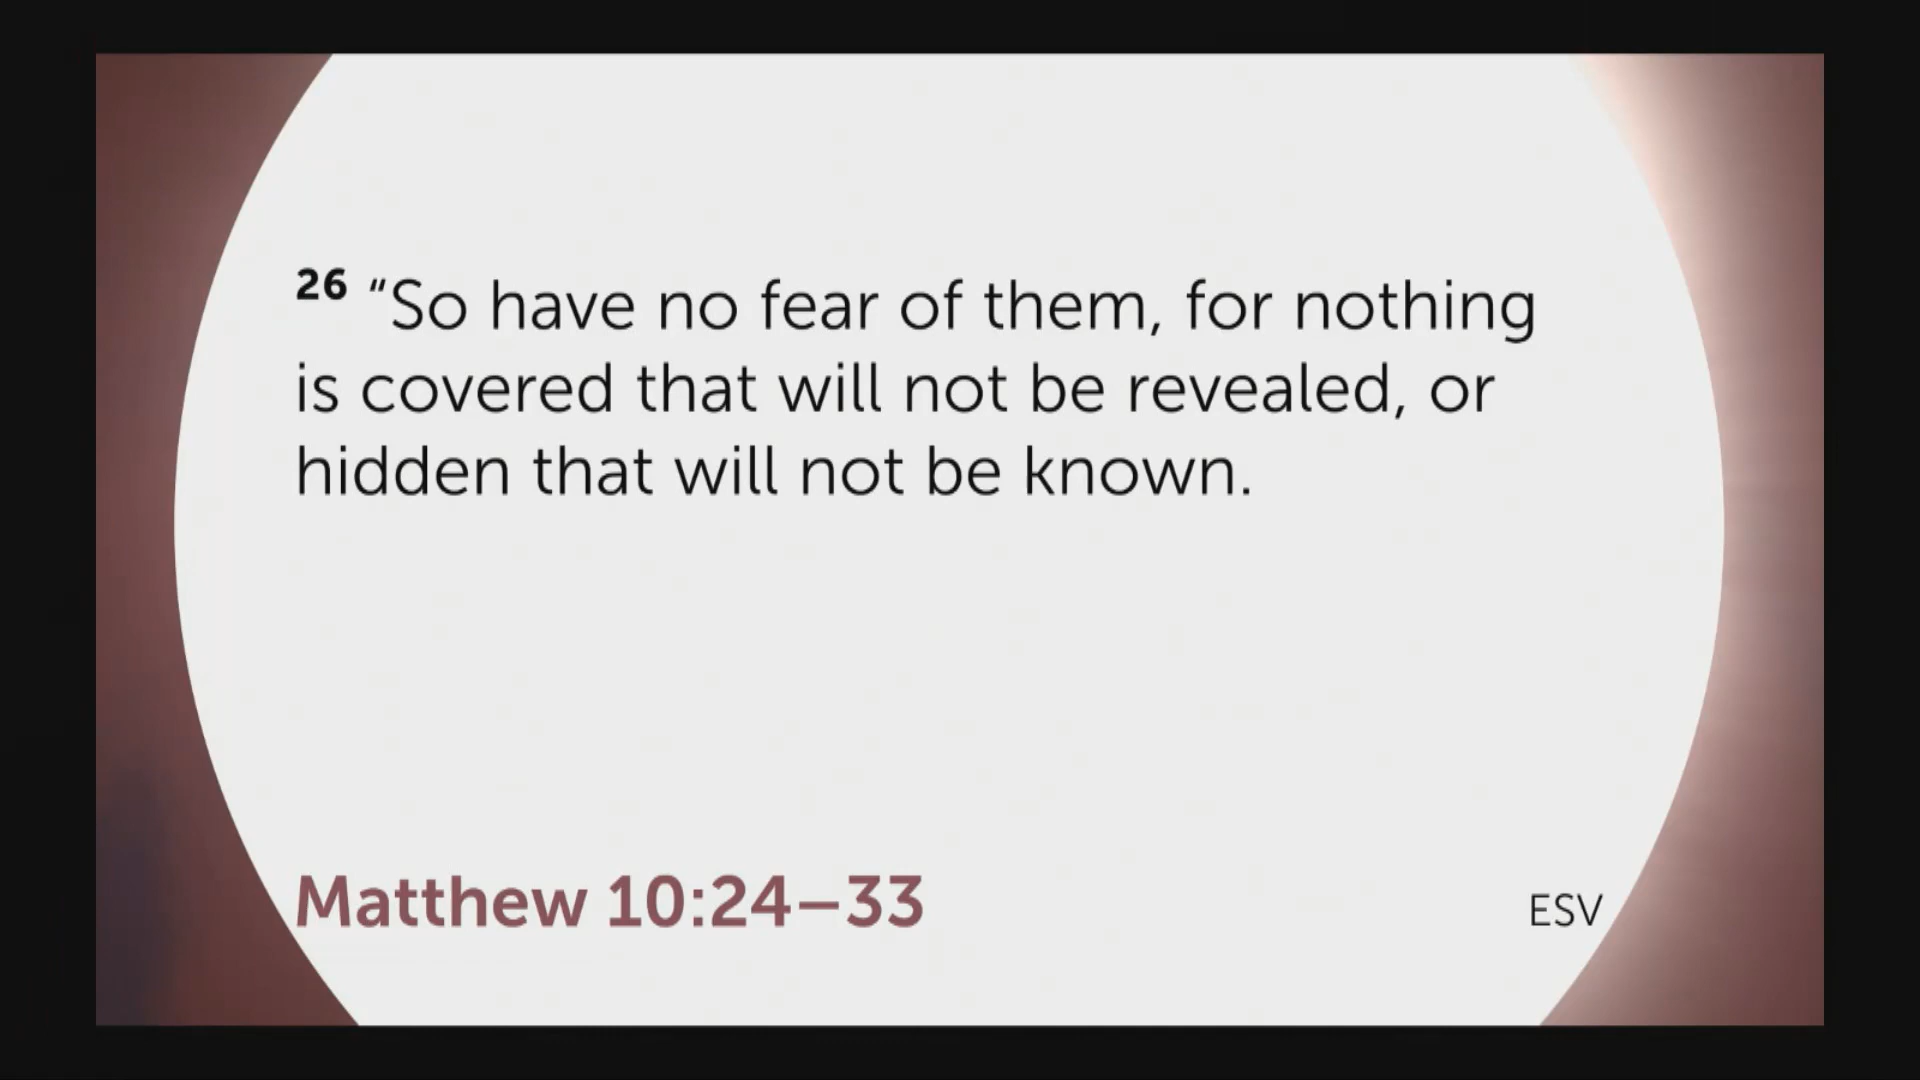 26 “So have no fear of them, for nothing
is covered that will not be revealed, or
hidden that will not be known.
Matthew 10:24–33
ESV